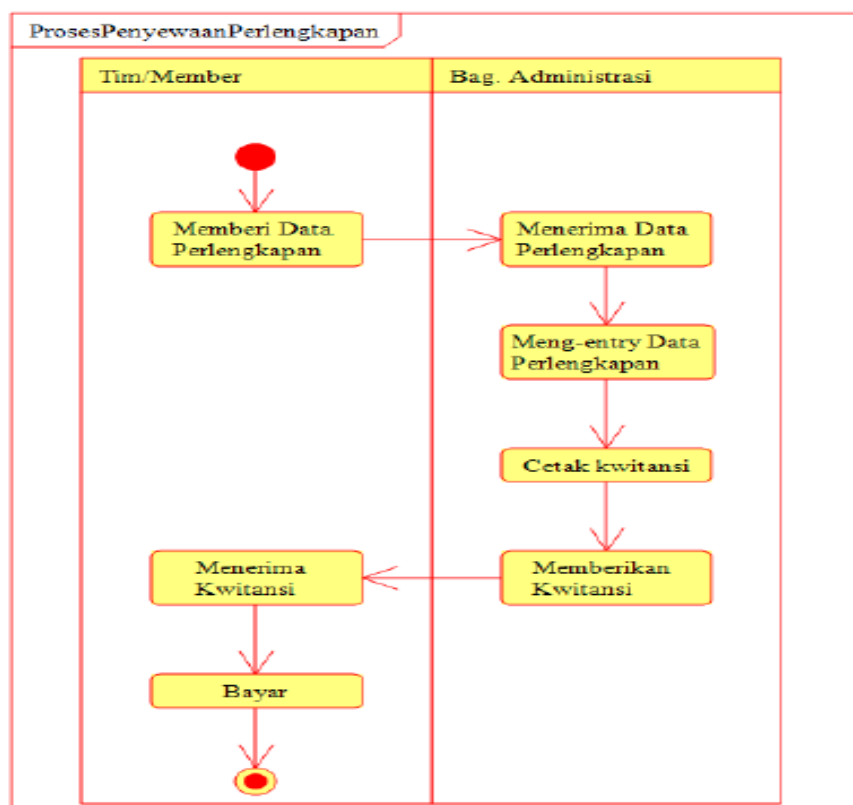 ProsesPenyewaanPerlengkapan
Tim/Member
Bag. Administrasi
Memberi Data
Perlengkapan
Menerima Data
Perlengkapan
Meng-entry Data
Perlengkapan
Cetak kwitansi
Memberikan
Kwitansi
Menerima
Kwitansi
Bayar